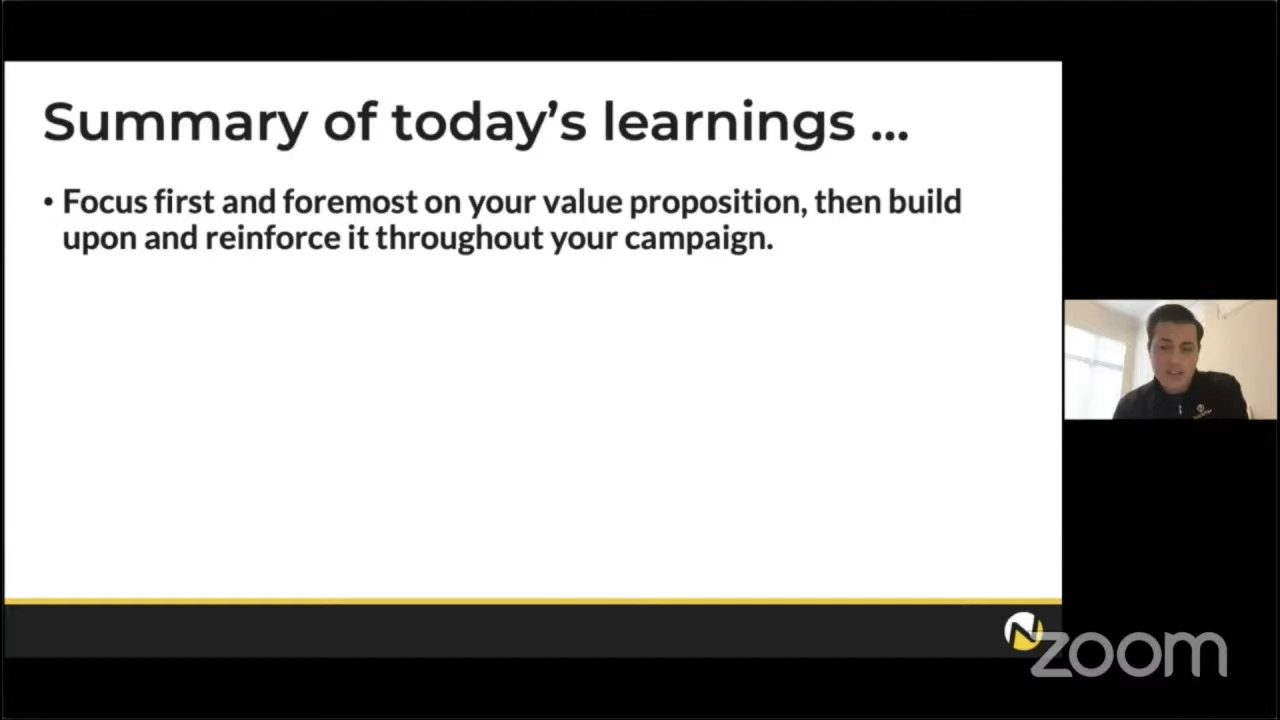 Summary of today’s learnings ...
• Focus first and foremost on your value proposition, then build
upon and reinforce it throughout your campaign.
N
zoom